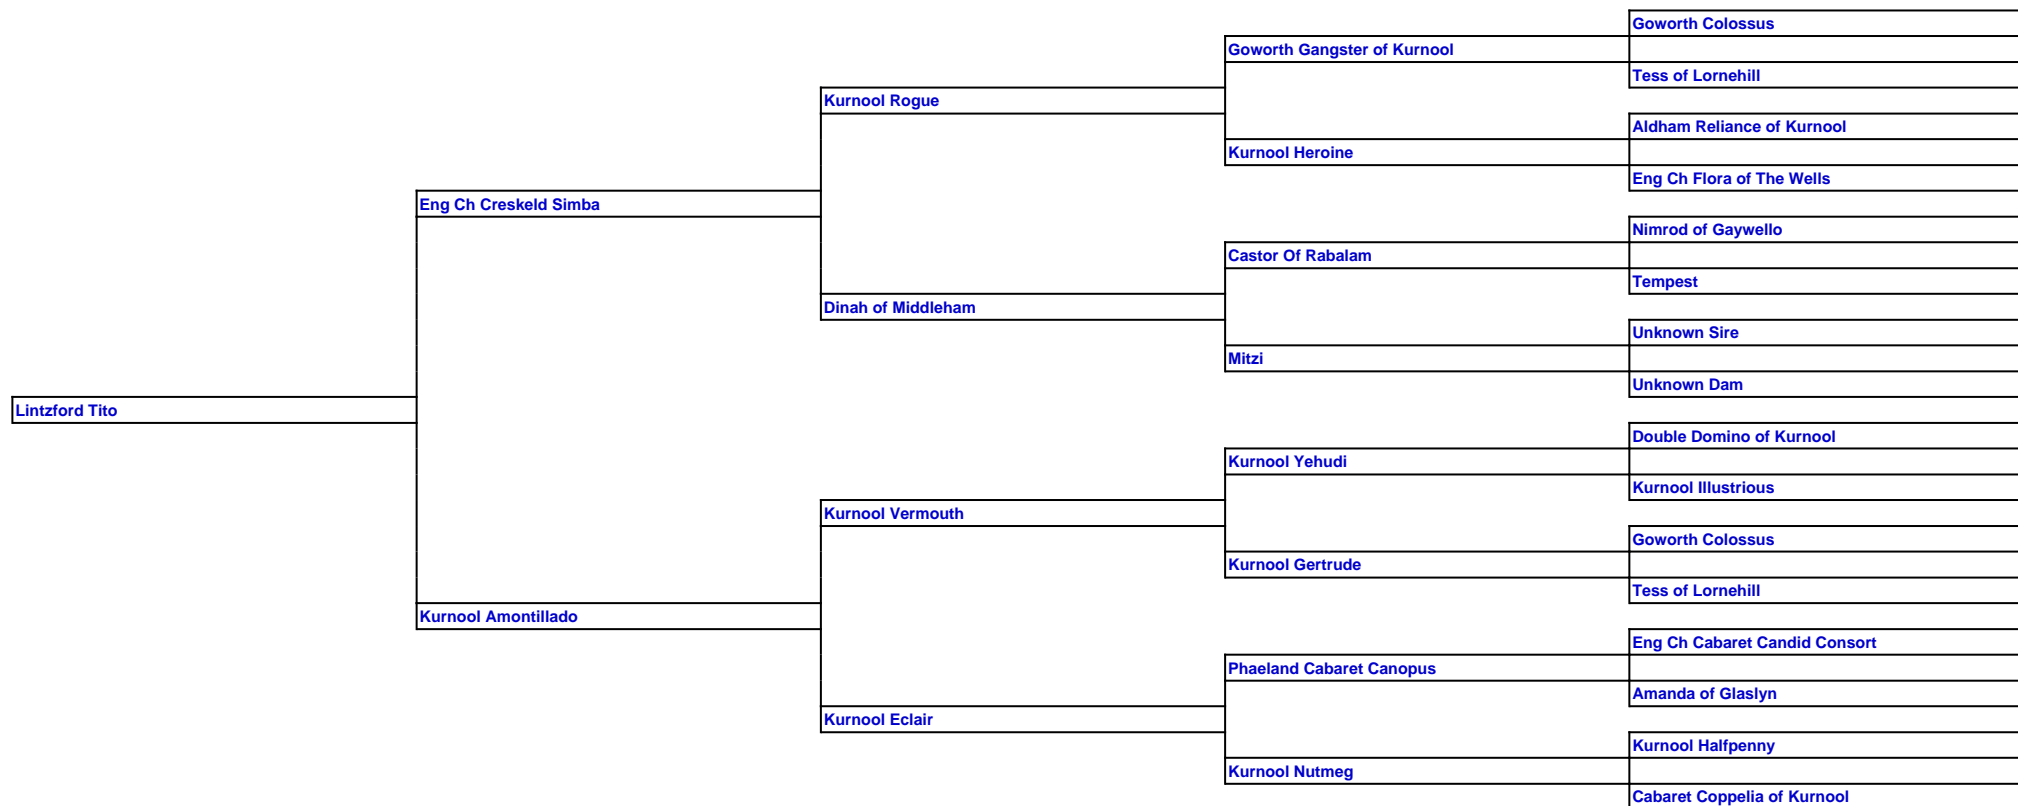 Goworth Colossus
Goworth Gangster of Kurnool
Tess of Lornehill
Kurnool Rogue
Aldham Reliance of Kurnool
Kurnool Heroine
Eng Ch Flora of The Wells
Eng Ch Creskeld Simba
Nimrod of Gaywello
Castor Of Rabalam
Tempest
Dinah of Middleham
Unknown Sire
Mitzi
Unknown Dam
Lintzford Tito
Double Domino of Kurnool
Kurnool Yehudi
Kurnool Illustrious
Kurnool Vermouth
Goworth Colossus
Kurnool Gertrude
Tess of Lornehill
Kurnool Amontillado
Eng Ch Cabaret Candid Consort
Phaeland Cabaret Canopus
Amanda of Glaslyn
Kurnool Eclair
Kurnool Halfpenny
Kurnool Nutmeg
Cabaret Coppelia of Kurnool